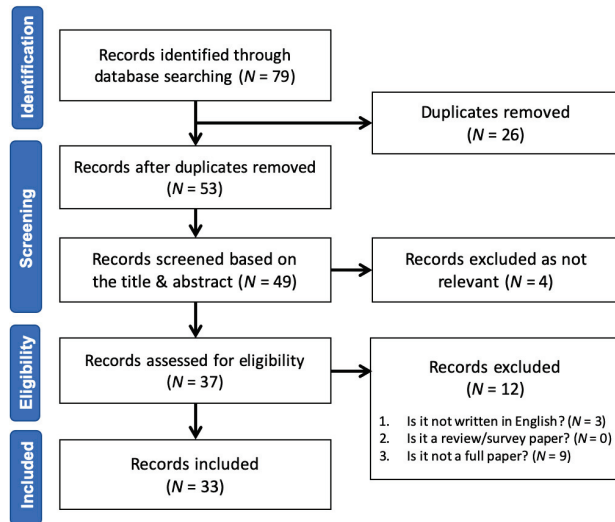 Identification
Records identified through
database searching (N = 79)
Duplicates removed
(N = 26)
Screening
Records after duplicates removed
(N = 53)
Records screened based on
the title & abstract (N = 49)
Records excluded as not
relevant (N = 4)
Eligibility
Records assessed for eligibility
(N = 37)
Records excluded
(N = 12)
1. Is it not written in English? (N = 3)
2. Is it a review/survey paper? (N = 0)
3. Is it not a full paper? (N = 9)
Included
Records included
(N = 33)